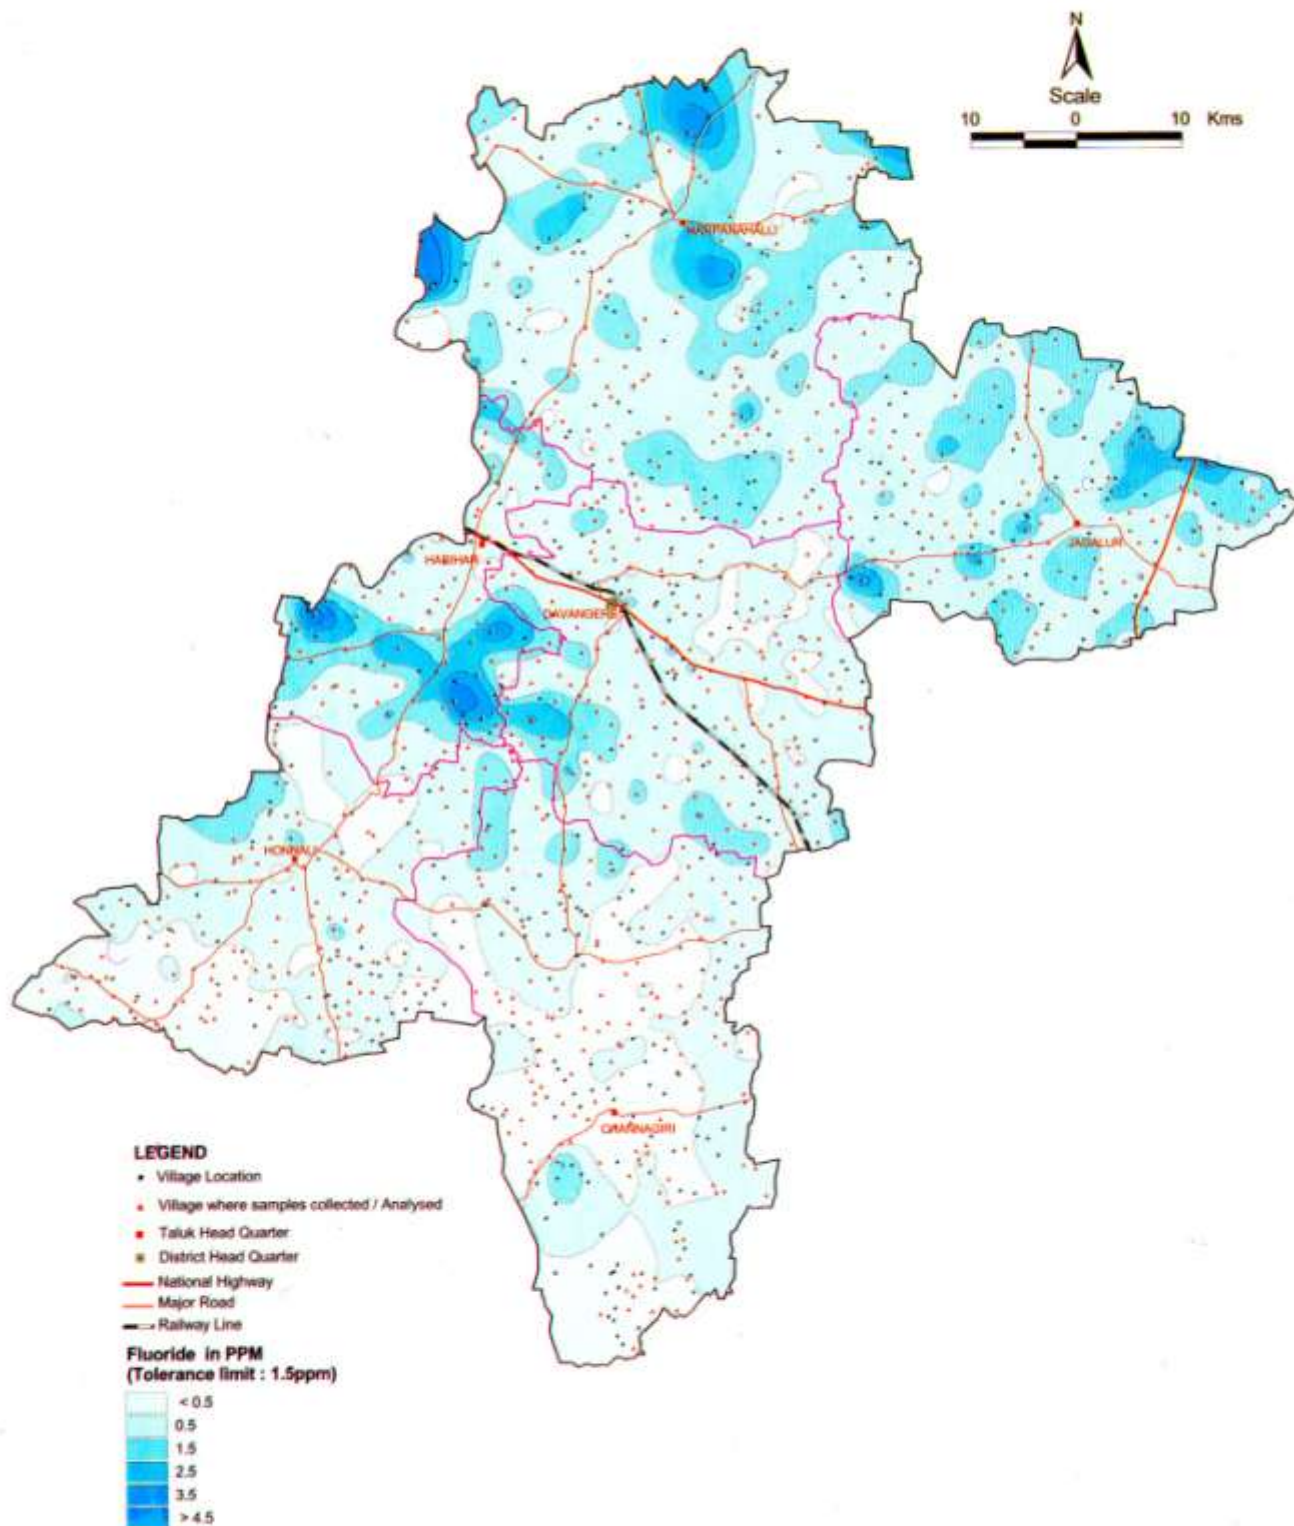 N
Scale
10 0 10 Kms
HARPANAHALLI
JAGALUR
HARIHAR
DAVANGERE
HONNALI
CHANNAGIRI
LEGEND
Village Location
Village where samples collected / Analysed
Taluk Head Quarter
District Head Quarter
National Highway
Major Road
Railway Line
Fluoride in PPM
(Tolerance limit : 1.5ppm)
< 0.5
0.5
1.5
2.5
3.5
> 4.5